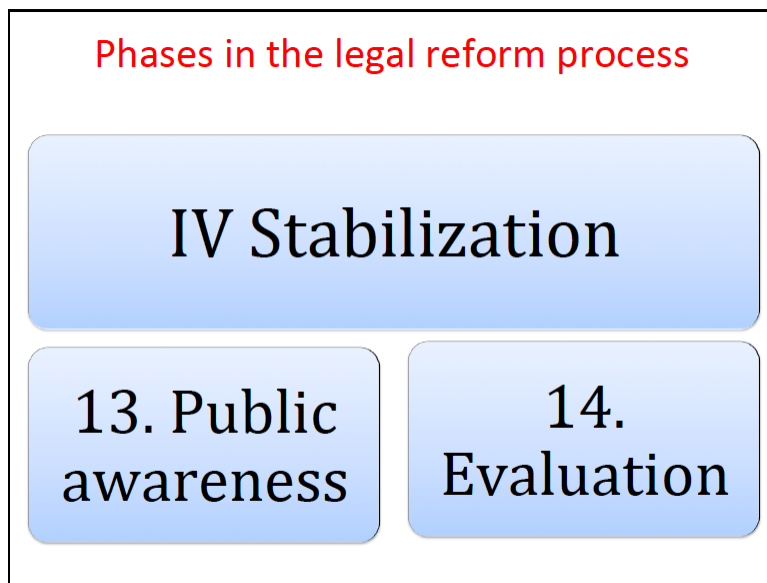 Phases in the legal reform process
IV Stabilization
13. Public
awareness
14.
Evaluation